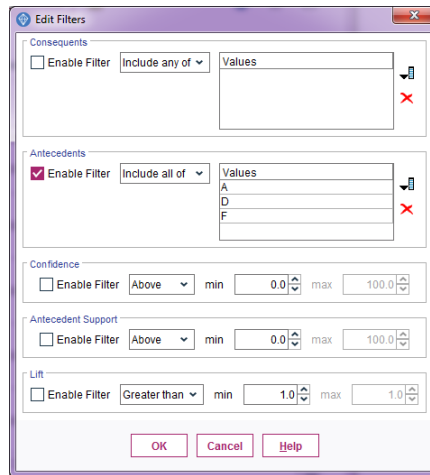 Edit Filters
Consequents
Enable Filter Include any of Values
Antecedents
Enable Filter Include all of Values
A
D
F
Confidence
Enable Filter Above min 0.0 max 100.0
Antecedent Support
Enable Filter Above min 0.0 max 100.0
Lift
Enable Filter Greater than min 1.0 max 1.0
OK Cancel Help